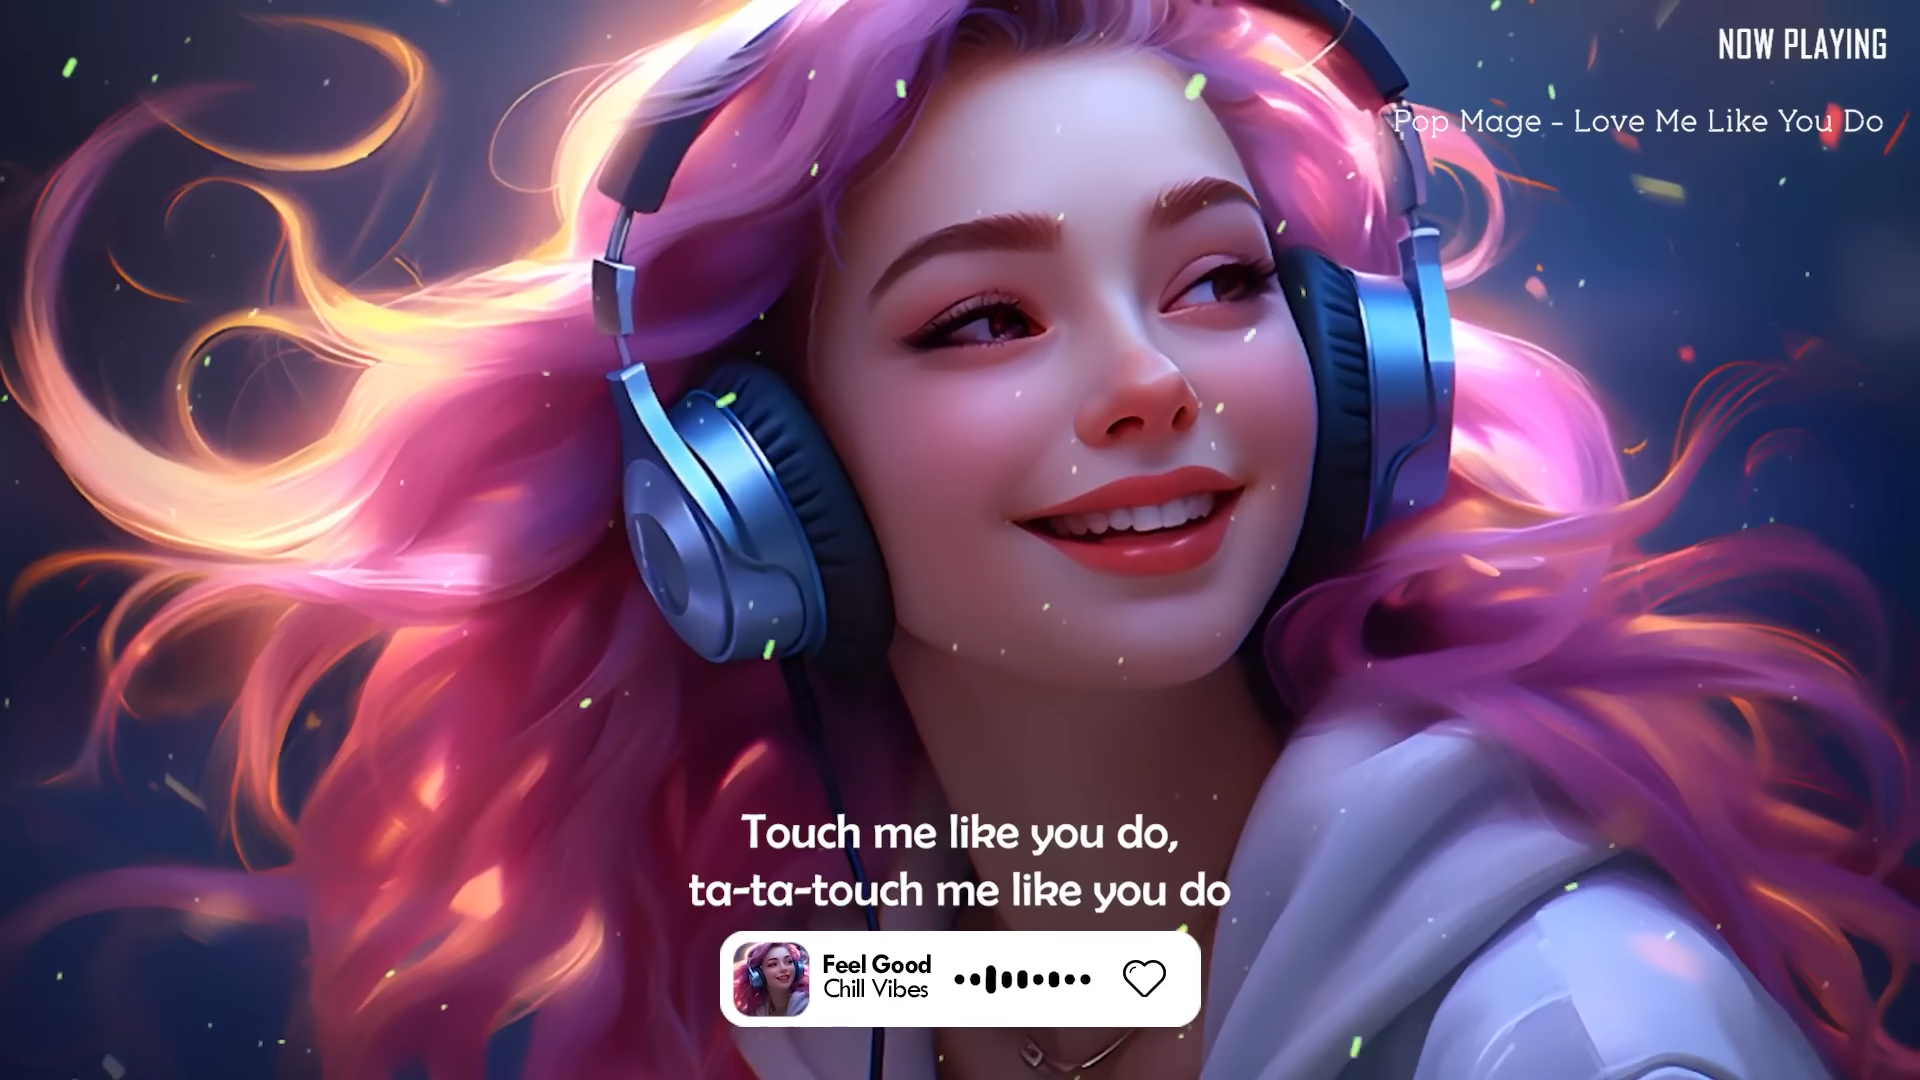 NOW PLAYING
Pop Mage - Love Me Like You Do
Touch me like you do,
ta-ta-touch me like you do
Feel Good
Chill Vibes